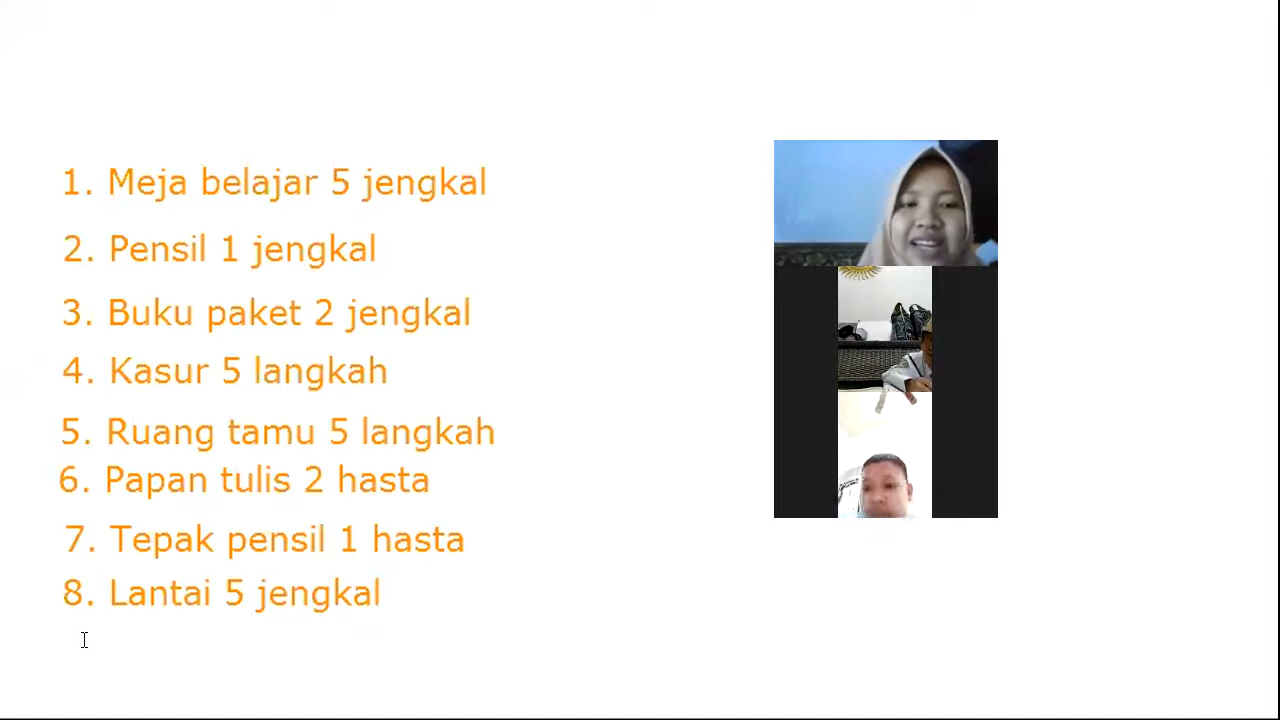 1. Meja belajar 5 jengkal
2. Pensil 1 jengkal
3. Buku paket 2 jengkal
4. Kasur 5 langkah
5. Ruang tamu 5 langkah
6. Papan tulis 2 hasta
7. Tepak pensil 1 hasta
8. Lantai 5 jengkal